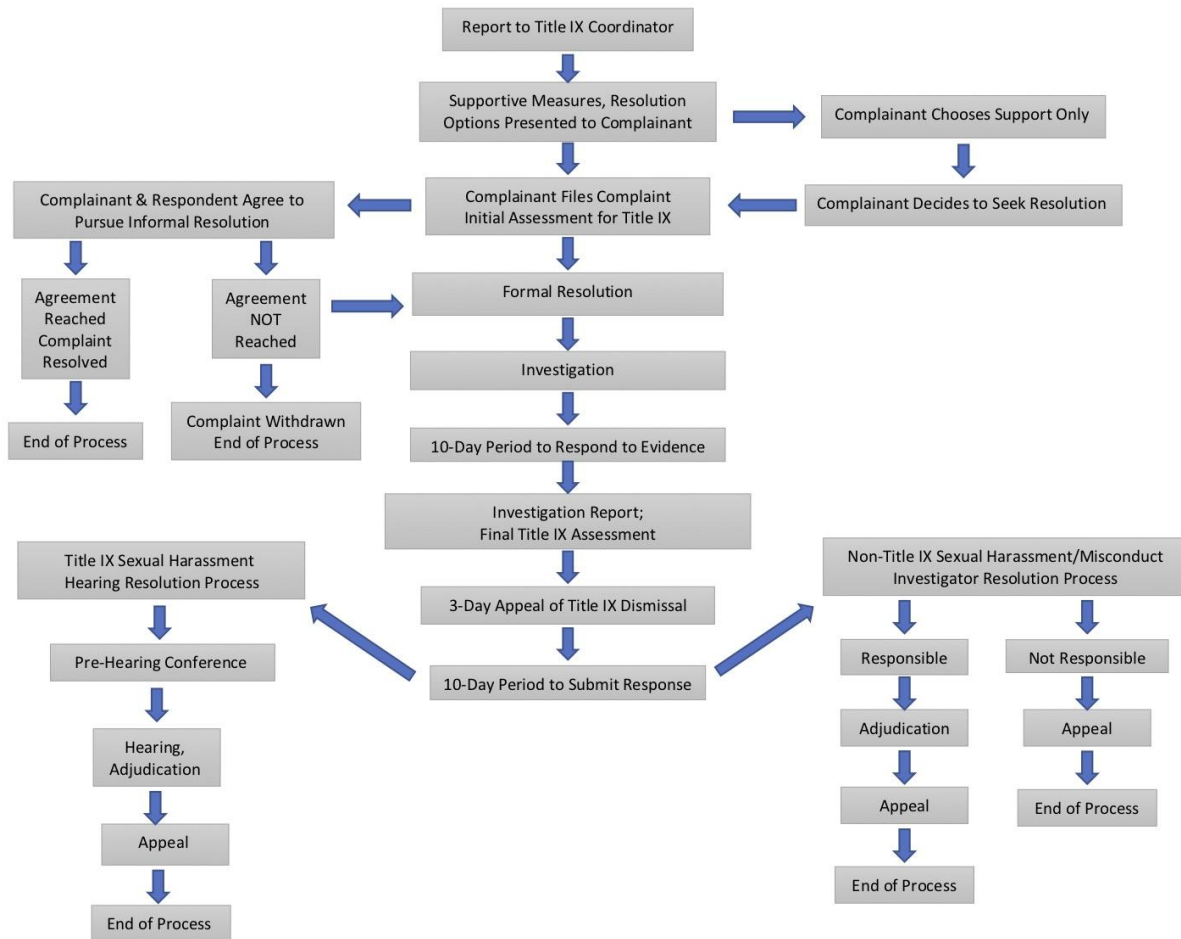 Report to Title IX Coordinator
Supportive Measures, Resolution
Options Presented to Complainant
Complainant Chooses Support Only
Complainant & Respondent Agree to
Pursue Informal Resolution
Complainant Files Complaint
Initial Assessment for Title IX
Complainant Decides to Seek Resolution
Agreement
Reached
Complaint
Resolved
Agreement
NOT
Reached
Formal Resolution
Investigation
End of Process
Complaint Withdrawn
End of Process
10-Day Period to Respond to Evidence
Investigation Report;
Final Title IX Assessment
3-Day Appeal of Title IX Dismissal
10-Day Period to Submit Response
Title IX Sexual Harassment
Hearing Resolution Process
Pre-Hearing Conference
Hearing,
Adjudication
Appeal
End of Process
Non-Title IX Sexual Harassment/Misconduct
Investigator Resolution Process
Responsible
Adjudication
Appeal
End of Process
Not Responsible
Appeal
End of Process